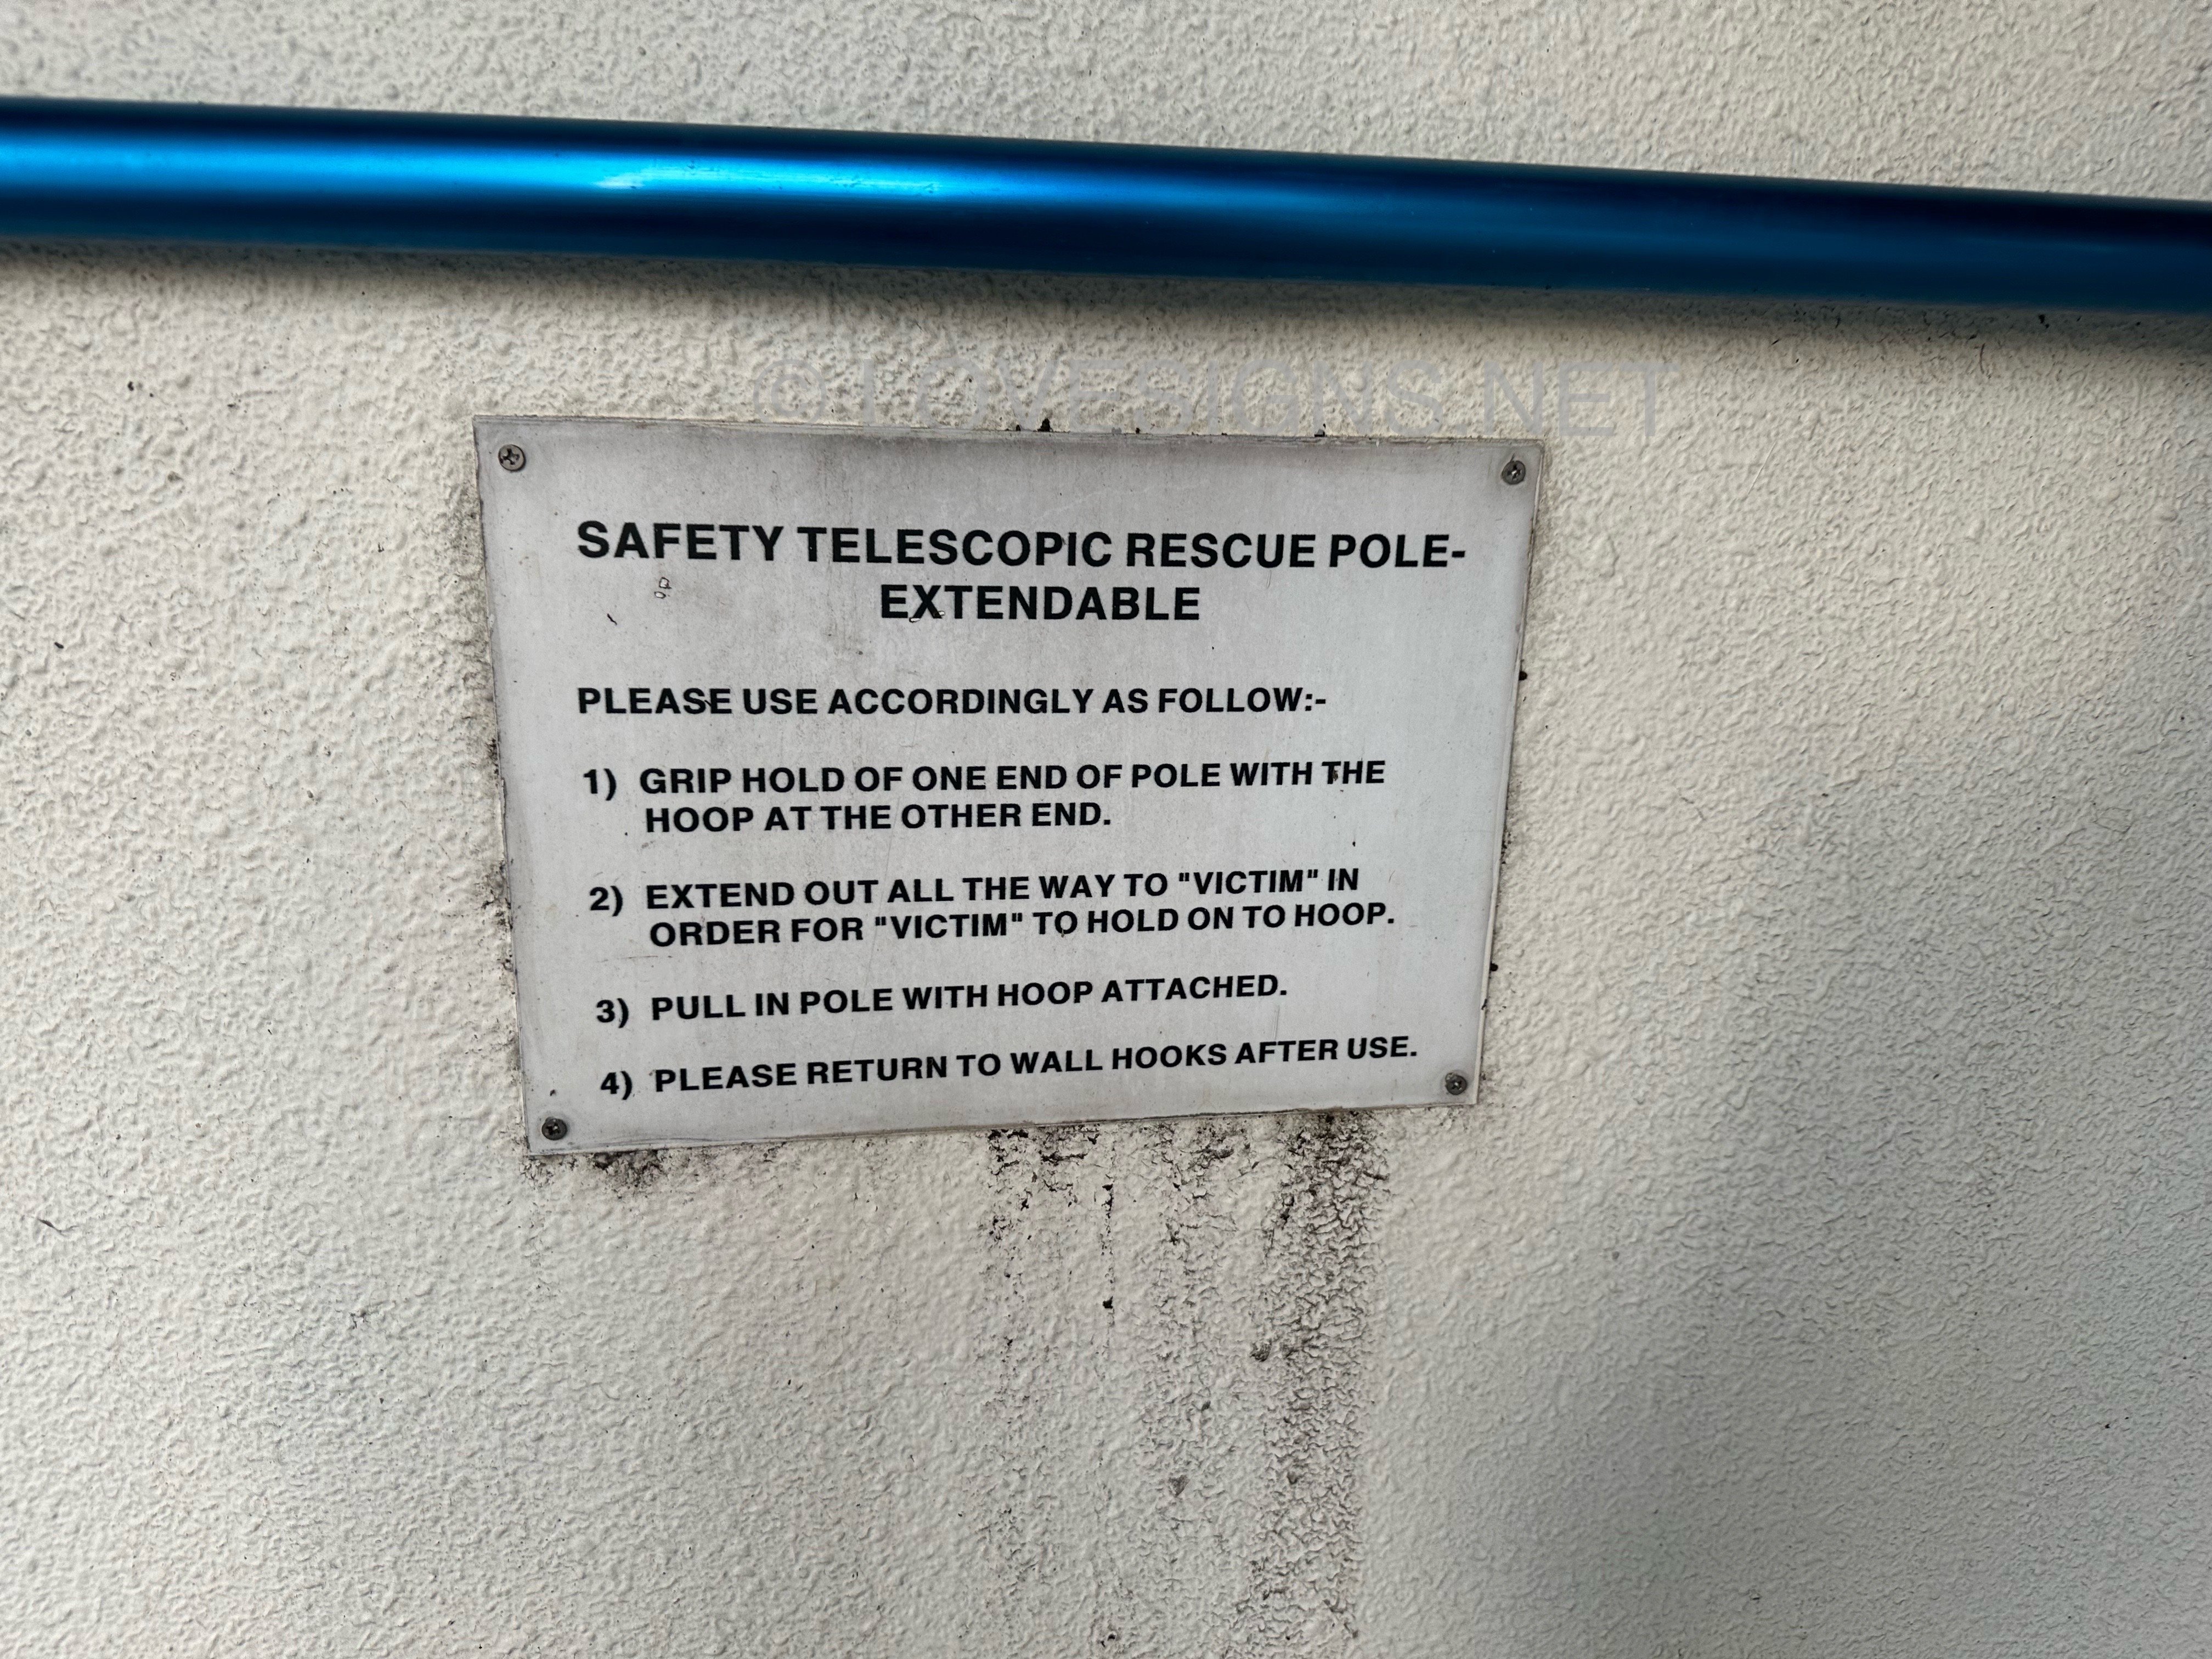 © LOVESIGNS.NET
SAFETY TELESCOPIC RESCUE POLE-
EXTENDABLE
PLEASE USE ACCORDINGLY AS FOLLOW:-
1) GRIP HOLD OF ONE END OF POLE WITH THE
HOOP AT THE OTHER END.
2) EXTEND OUT ALL THE WAY TO "VICTIM" IN
ORDER FOR "VICTIM" TO HOLD ON TO HOOP.
3) PULL IN POLE WITH HOOP ATTACHED.
4) PLEASE RETURN TO WALL HOOKS AFTER USE.